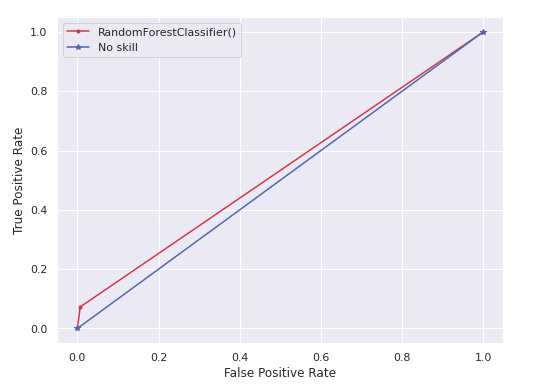 RandomForestClassifier()
No skill
1.0
0.8
0.6
0.4
0.2
0.0
True Positive Rate
0.0 0.2 0.4 0.6 0.8 1.0
False Positive Rate